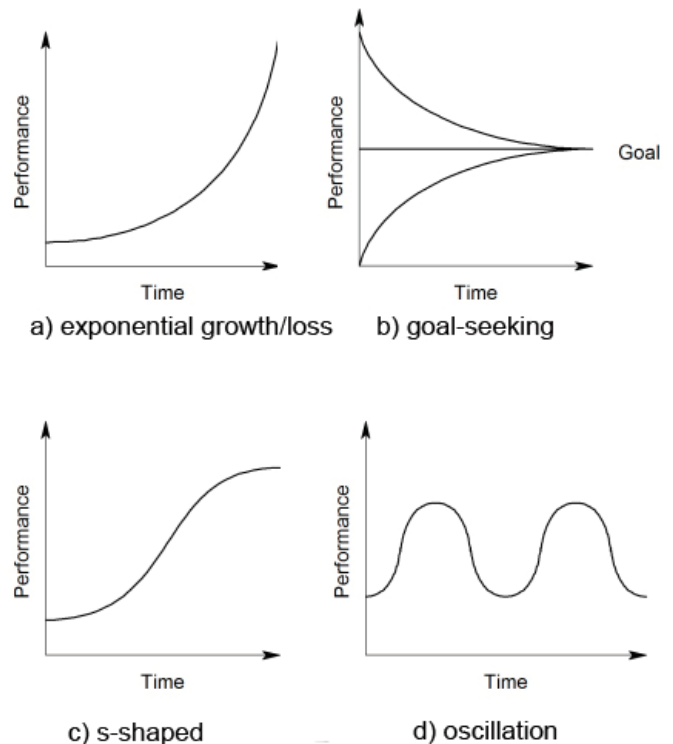 Performance
Time
a) exponential growth/loss
Performance
Goal
Time
b) goal-seeking
Performance
Time
c) s-shaped
Performance
Time
d) oscillation